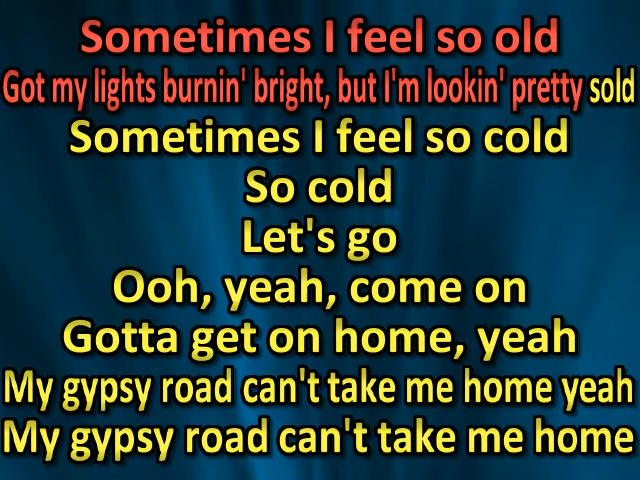 Sometimes I feel so old
Got my lights burnin' bright, but I'm lookin' pretty sold
Sometimes I feel so cold
So cold
Let's go
Ooh, yeah, come on
Gotta get on home, yeah
My gypsy road can't take me home yeah
My gypsy road can't take me home